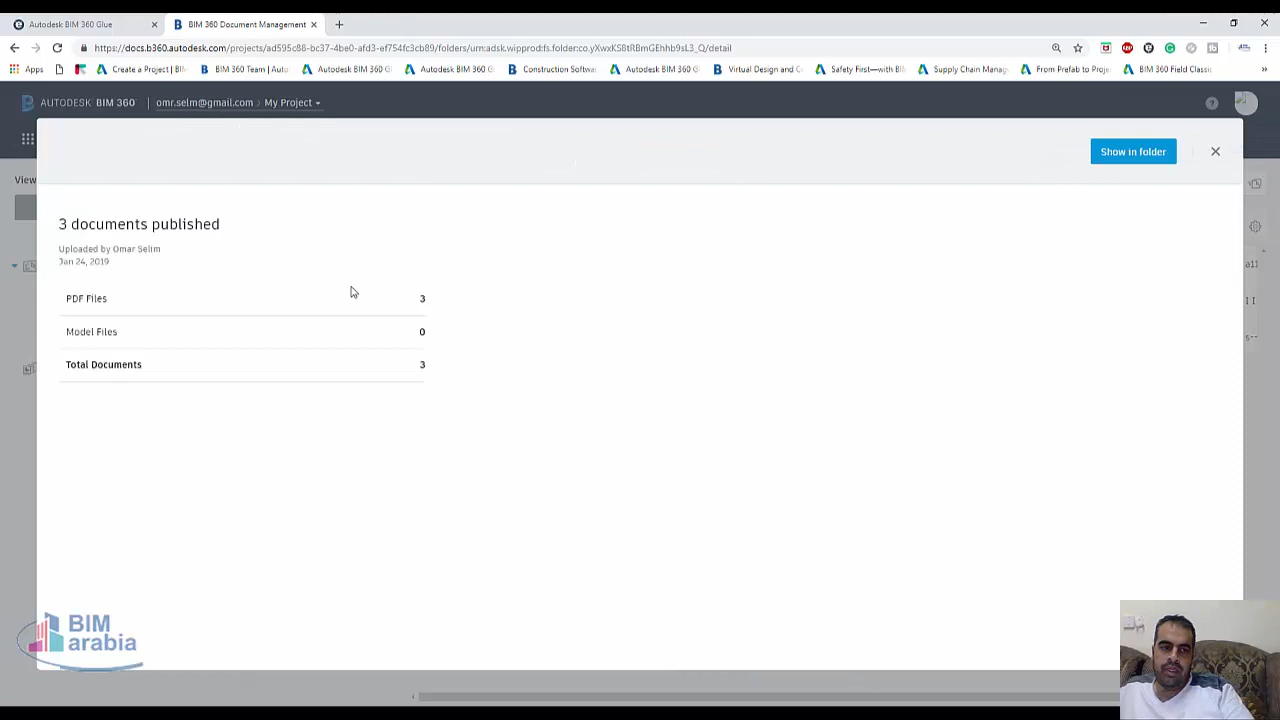 Autodesk BIM 360 Glue
BIM 360 Document Management
https://docs.b360.autodesk.com/projects/ad595c86-bc37-4be0-afd3-ef754fc3cb89/folders/urn:adsk.wipprod:fs.folder:co.yXwxKS8tRBmGEhhb9sL3_Q/detail
Apps
Create a Project | BIM
BIM 360 Team | Auto
Autodesk BIM 360 G
Autodesk BIM 360 G
Construction Softwa
Autodesk BIM 360 G
Virtual Design and C
Safety First—with BI
Supply Chain Manag
From Prefab to Proje
BIM 360 Field Classic
AUTODESK BIM 360
omr.selm@gmail.com > My Project
Show in folder
View
3 documents published
Uploaded by Omar Selim
Jan 24, 2019
PDF Files 3
Model Files 0
Total Documents 3
BIM
arabia